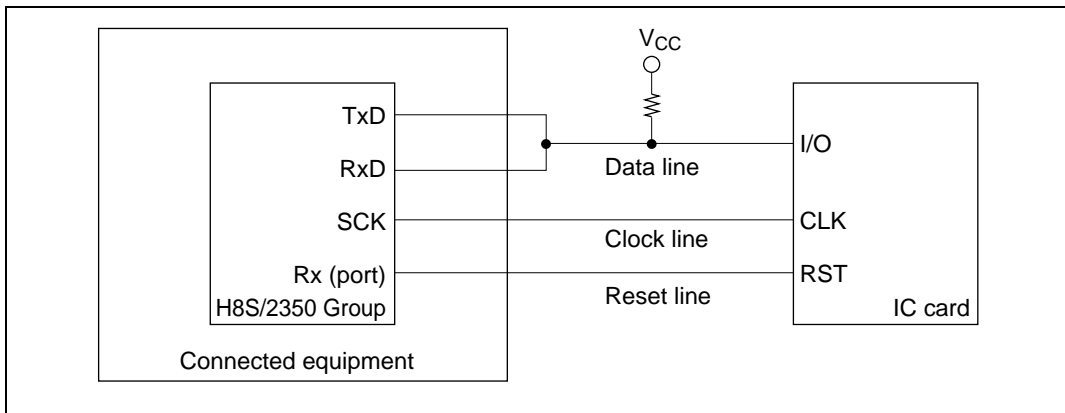 V_CC
TxD
RxD
SCK
Rx (port)
H8S/2350 Group
Connected equipment
Data line
Clock line
Reset line
I/O
CLK
RST
IC card